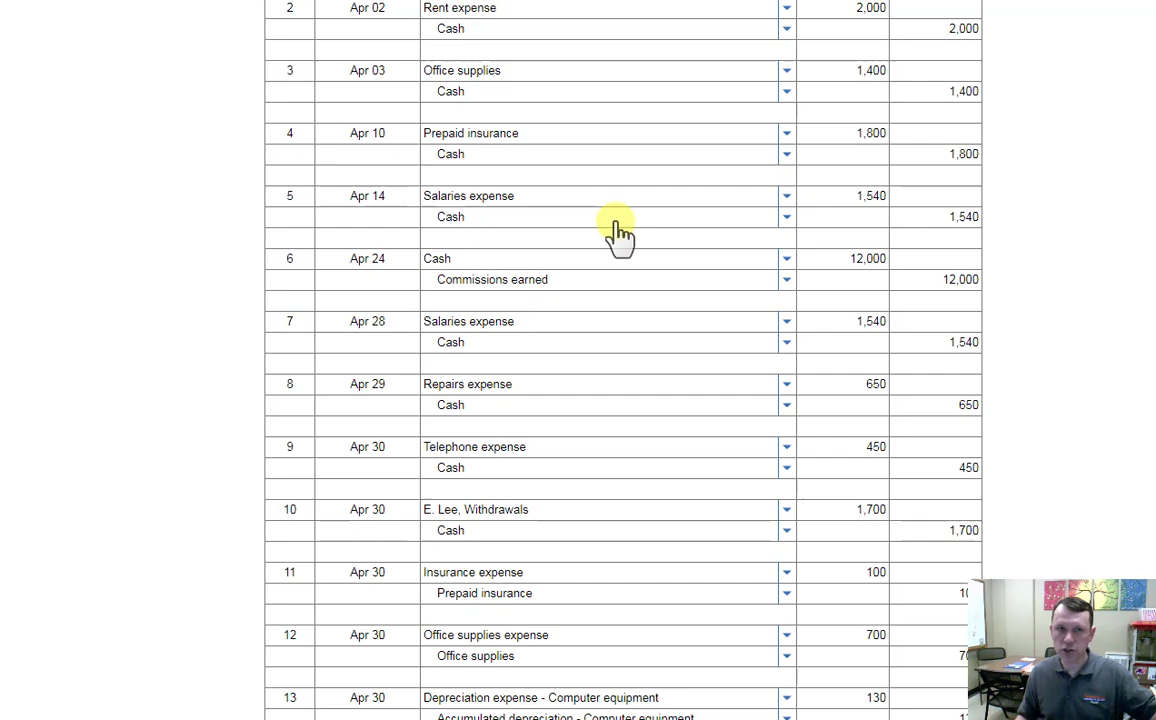 2 Apr 02 Rent expense 2,000
Cash 2,000
3 Apr 03 Office supplies 1,400
Cash 1,400
4 Apr 10 Prepaid insurance 1,800
Cash 1,800
5 Apr 14 Salaries expense 1,540
Cash 1,540
6 Apr 24 Cash 12,000
Commissions earned 12,000
7 Apr 28 Salaries expense 1,540
Cash 1,540
8 Apr 29 Repairs expense 650
Cash 650
9 Apr 30 Telephone expense 450
Cash 450
10 Apr 30 E. Lee, Withdrawals 1,700
Cash 1,700
11 Apr 30 Insurance expense 100
Prepaid insurance
12 Apr 30 Office supplies expense 700
Office supplies
13 Apr 30 Depreciation expense - Computer equipment 130
Accumulated depreciation - Computer equipment